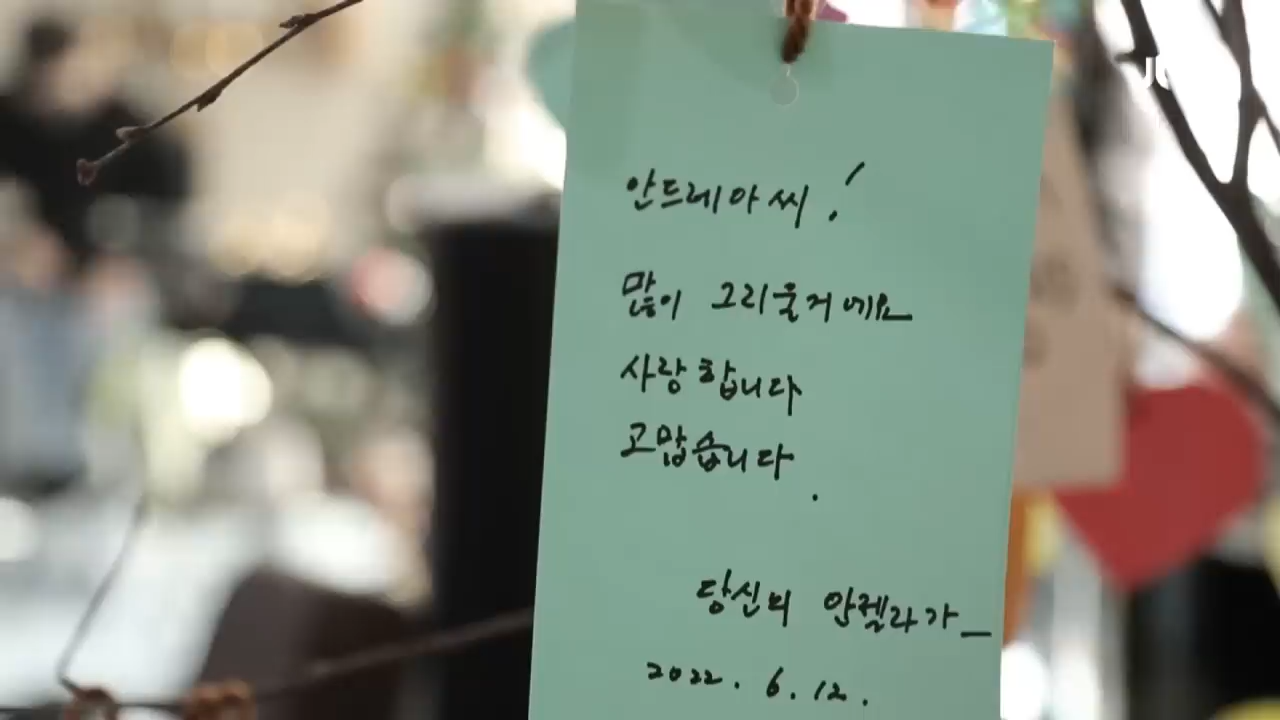 안드레아 씨!
많이 그리울거예요
사랑합니다
고맙습니다.
당신의 안젤라가_
2022. 6. 12.